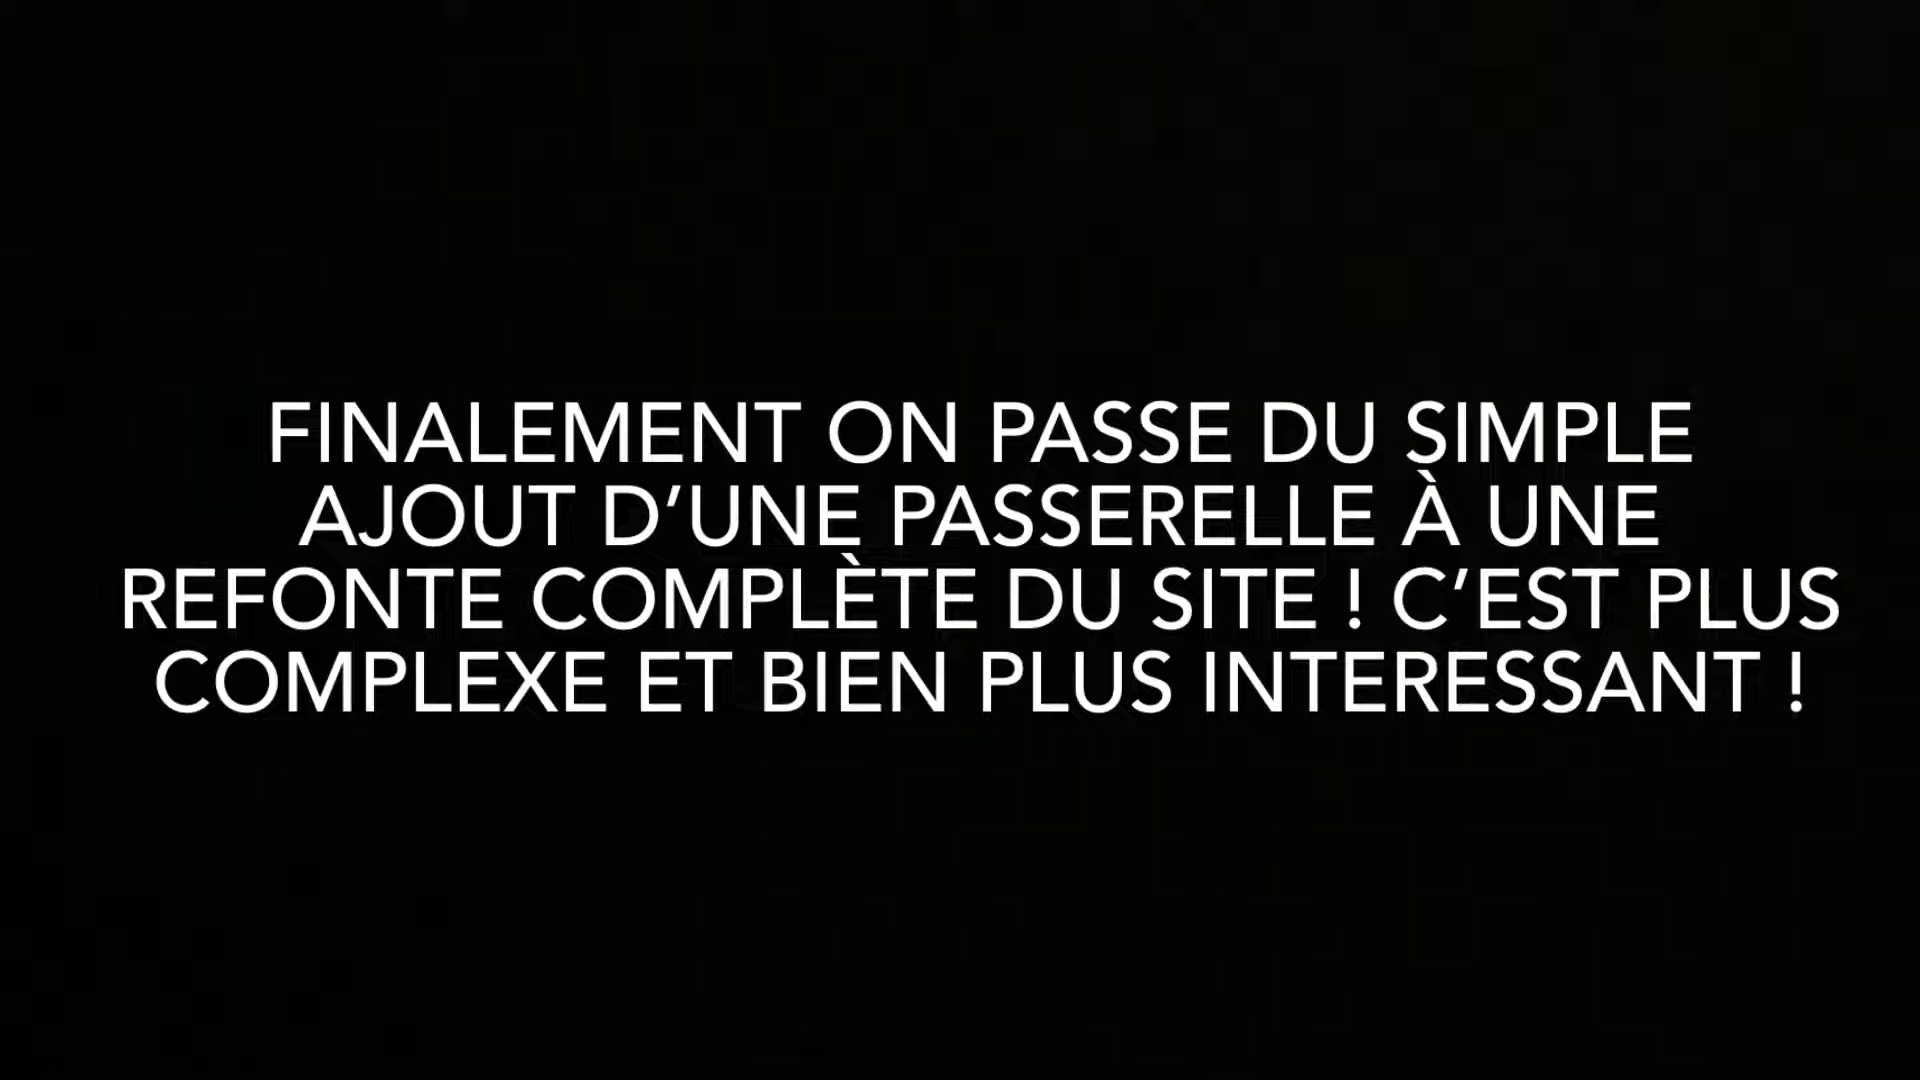 FINALEMENT ON PASSE DU SIMPLE
AJOUT D’UNE PASSERELLE À UNE
REFONTE COMPLÈTE DU SITE ! C’EST PLUS
COMPLEXE ET BIEN PLUS INTERESSANT !